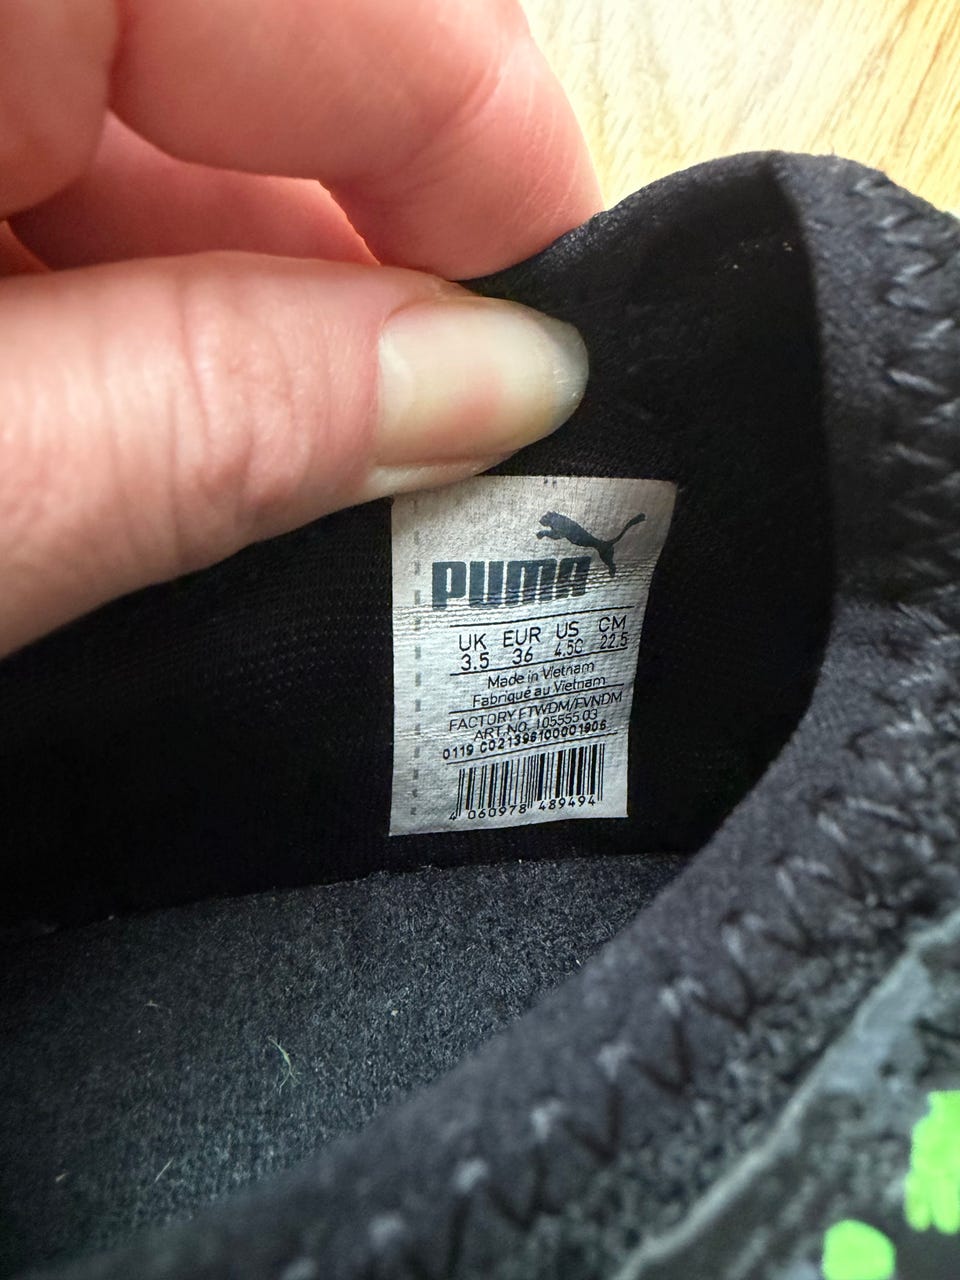 PUMA
UK EUR US CM
3.5 36 4.5C 22.5
Made in Vietnam
Fabriqué au Vietnam
FACTORY FTWDM/FVNDM
ART.NO. 105555 03
0119 C021396100001906
4 060978 489494